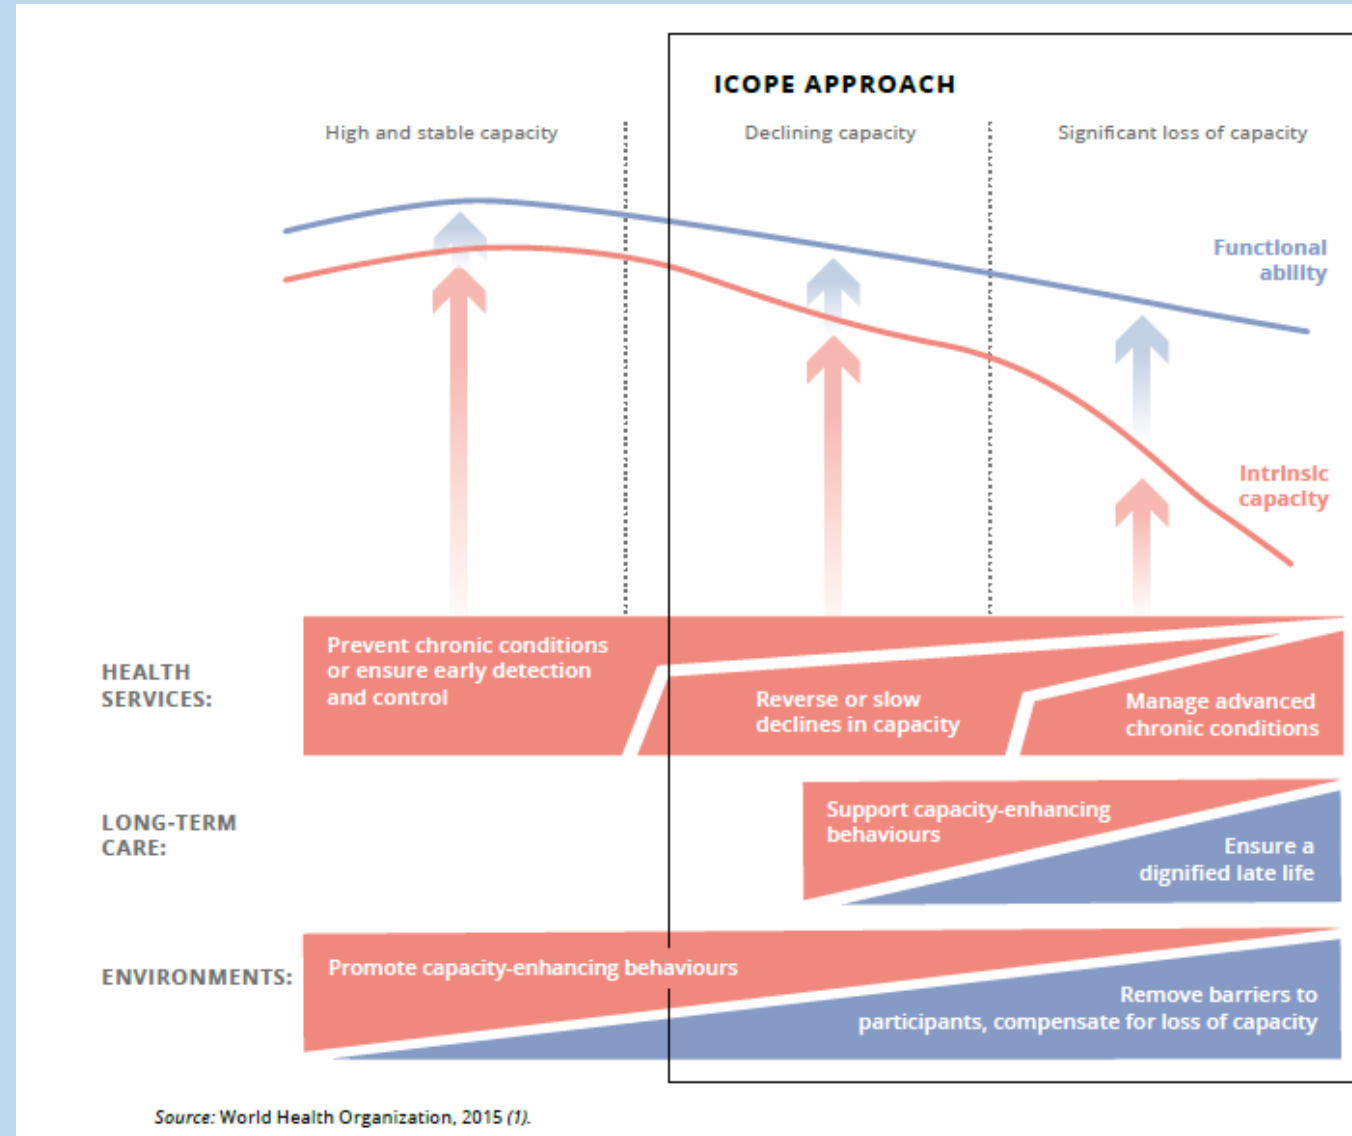 ICOPE APPROACH
High and stable capacity
Declining capacity
Significant loss of capacity
Functional
ability
Intrinsic
capacity
HEALTH
SERVICES:
Prevent chronic conditions
or ensure early detection
and control
Reverse or slow
declines in capacity
Manage advanced
chronic conditions
LONG-TERM
CARE:
Support capacity-enhancing
behaviours
Ensure a
dignified late life
ENVIRONMENTS:
Promote capacity-enhancing behaviours
Remove barriers to
participants, compensate for loss of capacity
Source: World Health Organization, 2015 (1).